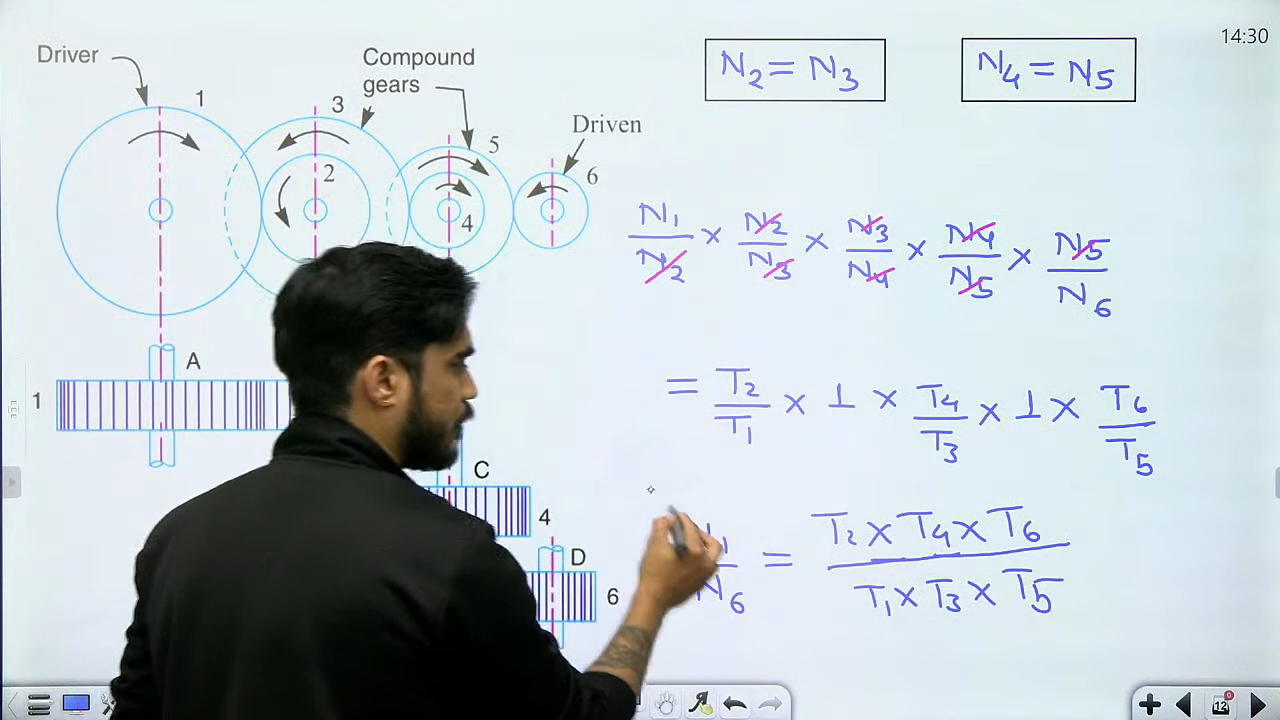 14:30
Driver
Compound
gears
Driven
1
3
2
5
4
6
N2 = N3
N4 = N5
N1/N2 × N2/N3 × N3/N4 × N4/N5 × N5/N6
= T2/T1 × 1 × T4/T3 × 1 × T6/T5
N1/N6 = T2 × T4 × T6 / T1 × T3 × T5
A
1
C
4
D
6
12